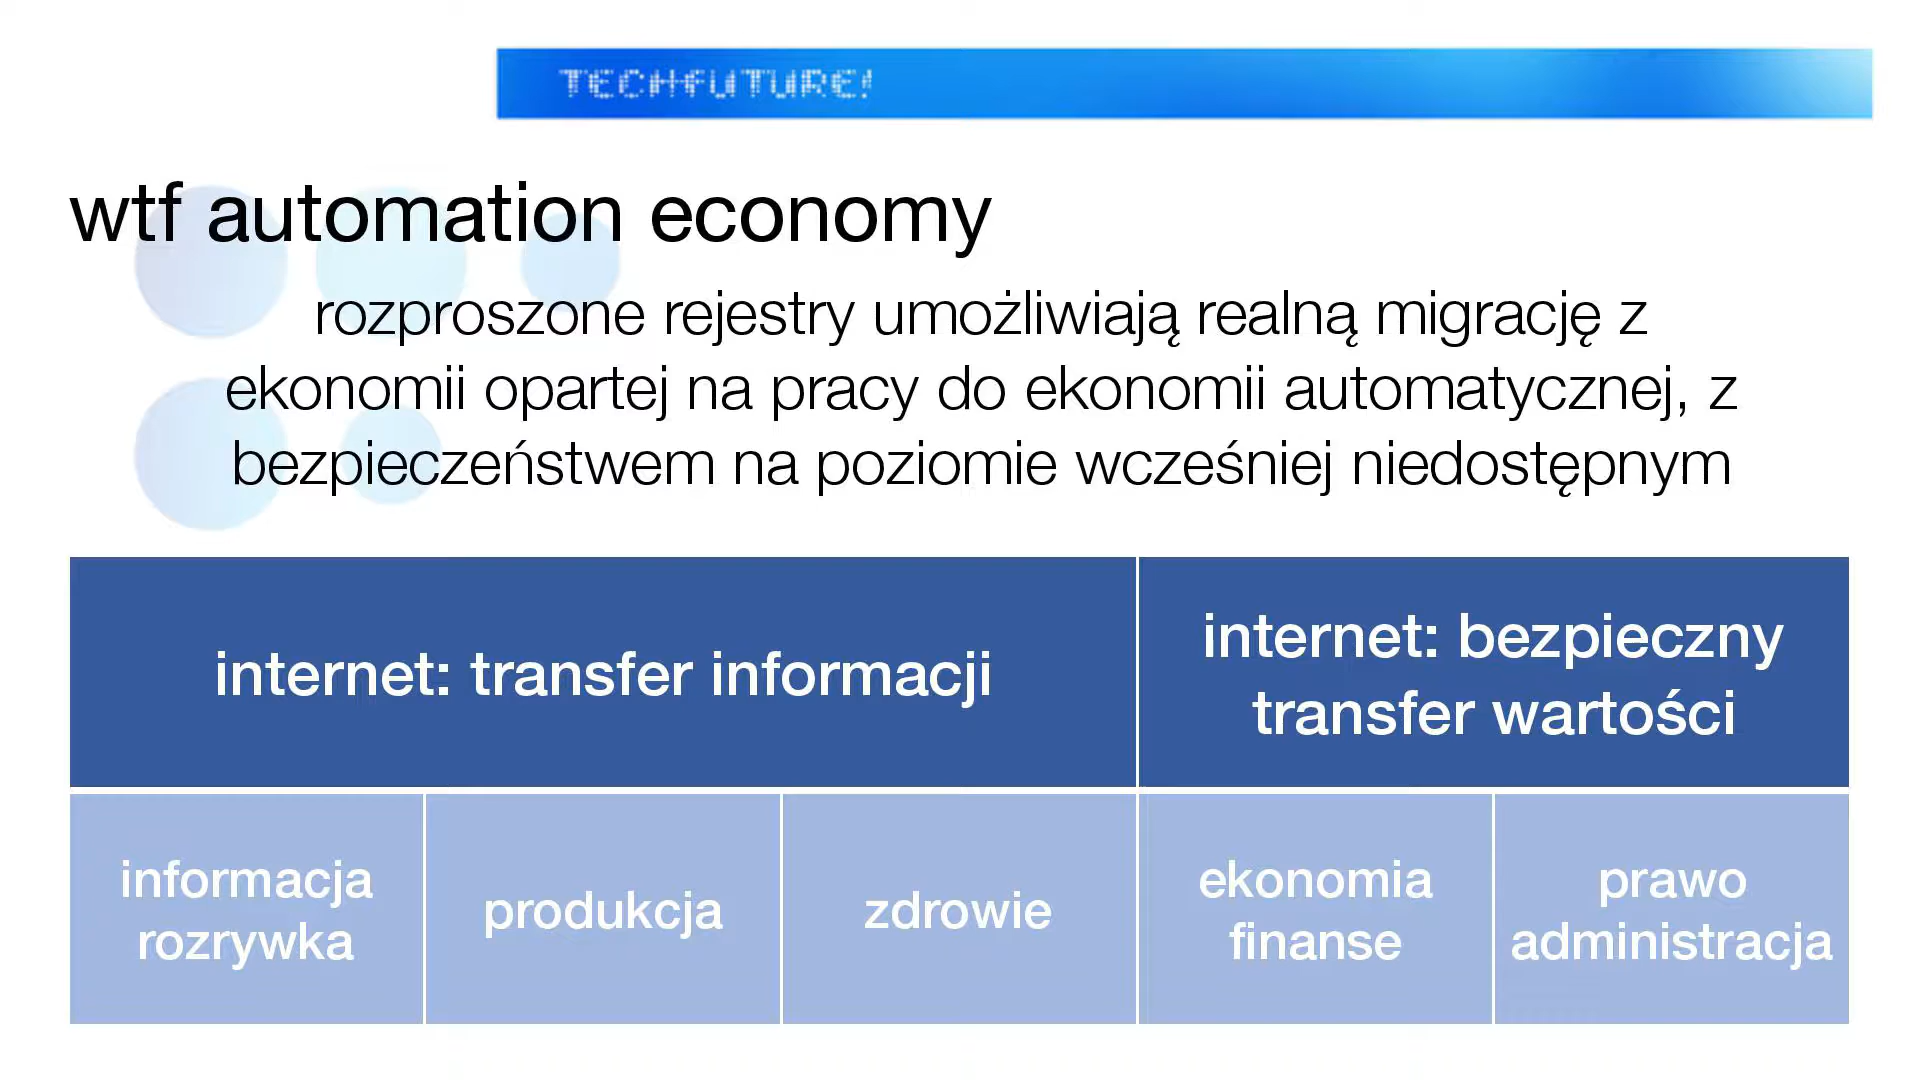 TECHFUTURE!
wtf automation economy
rozproszone rejestry umożliwiają realną migrację z
ekonomii opartej na pracy do ekonomii automatycznej, z
bezpieczeństwem na poziomie wcześniej niedostępnym
internet: transfer informacji
internet: bezpieczny
transfer wartości
informacja
rozrywka
produkcja
zdrowie
ekonomia
finanse
prawo
administracja